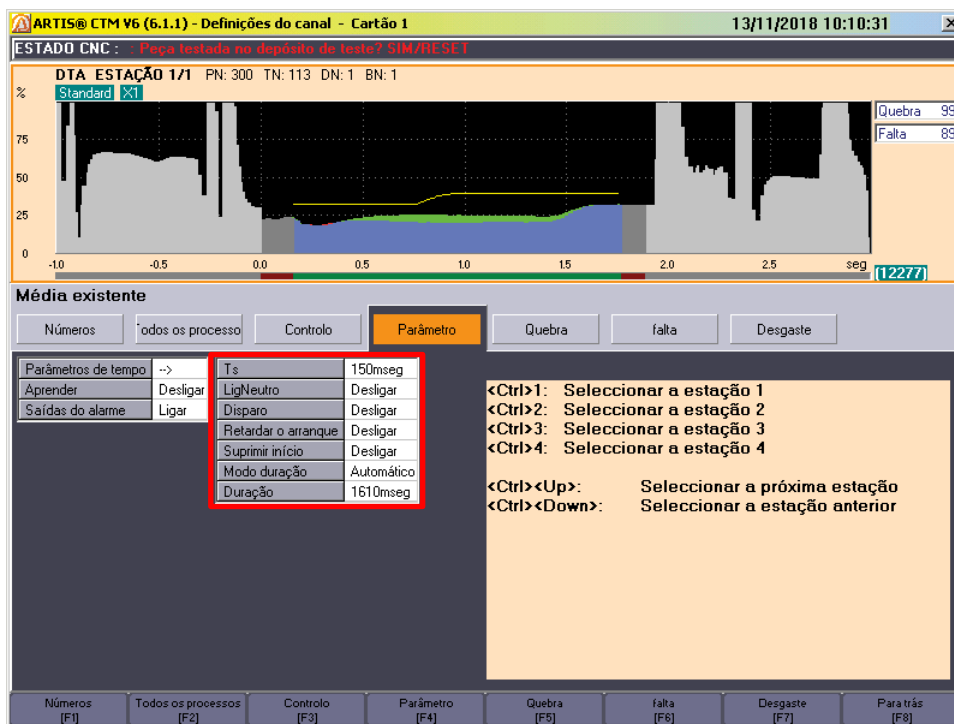 ARTIS® CTM V6 (6.1.1) - Definições do canal - Cartão 1 13/11/2018 10:10:31
ESTADO CNC : : Peça testada no depósito de teste? SIM/RESET
DTA ESTAÇÃO 1/1 PN: 300 TN: 113 DN: 1 BN: 1
% Standard X1
Quebra 99
Falta 89
75
50
25
0
-1.0 -0.5 0.0 0.5 1.0 1.5 2.0 2.5 seg
(12277)
Média existente
Números odos os processo Controlo Parâmetro Quebra falta Desgaste
Parâmetros de tempo -->
Aprender Desligar
Saídas do alarme Ligar
Ts 150mseg
LigNeutro Desligar
Disparo Desligar
Retardar o arranque Desligar
Suprimir início Desligar
Modo duração Automático
Duração 1610mseg
<Ctrl>1: Seleccionar a estação 1
<Ctrl>2: Seleccionar a estação 2
<Ctrl>3: Seleccionar a estação 3
<Ctrl>4: Seleccionar a estação 4
<Ctrl><Up>: Seleccionar a próxima estação
<Ctrl><Down>: Seleccionar a estação anterior
Números [F1]
Todos os processos [F2]
Controlo [F3]
Parâmetro [F4]
Quebra [F5]
falta [F6]
Desgaste [F7]
Para trás [F8]